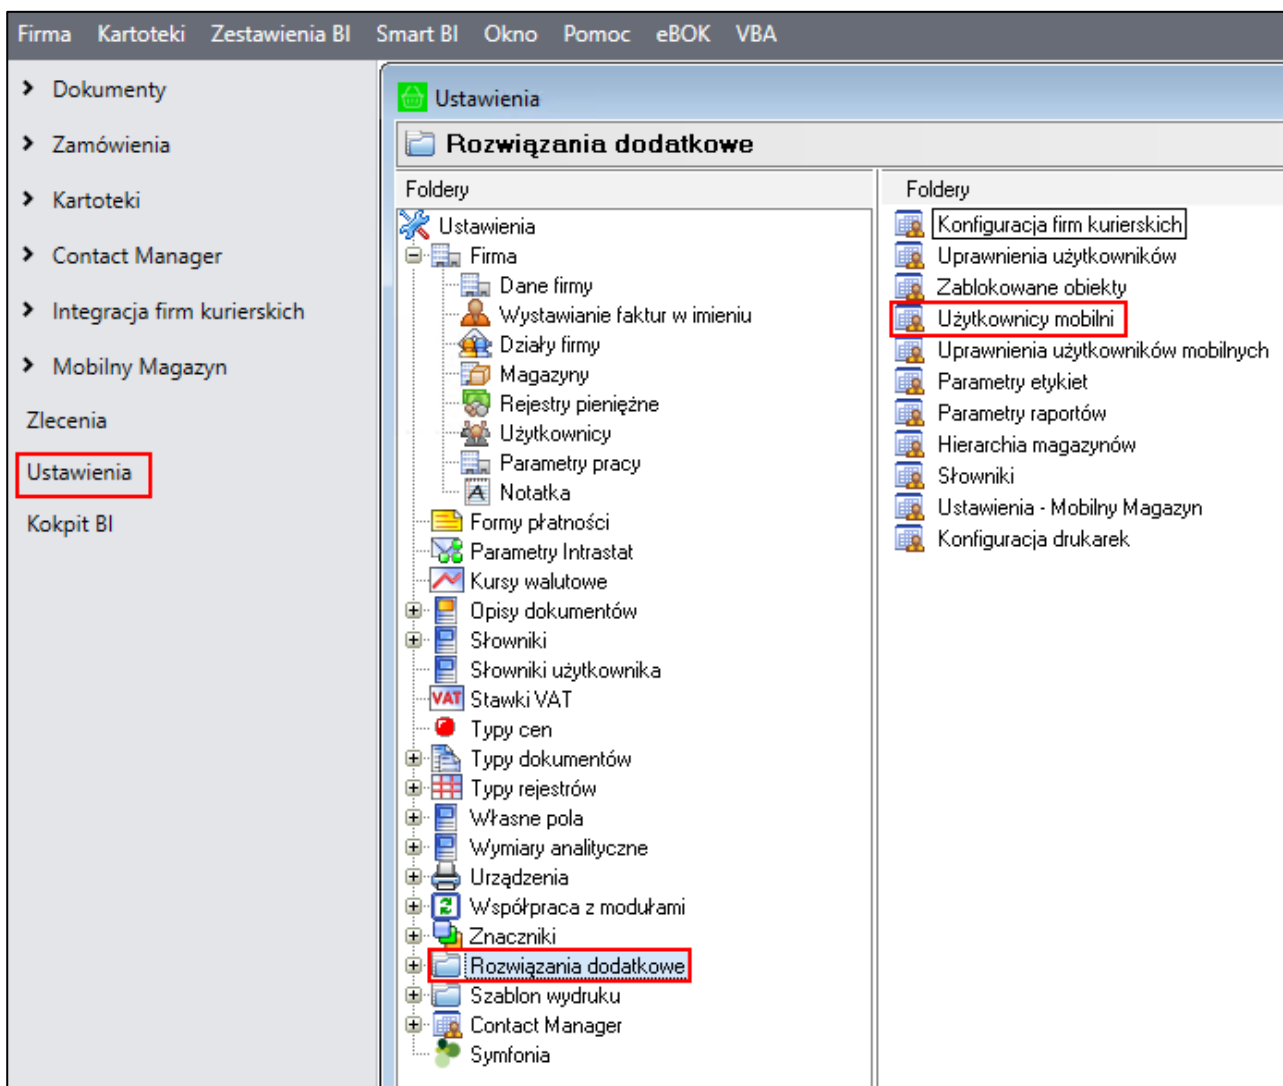 Firma Kartoteki Zestawienia BI Smart BI Okno Pomoc eBOK VBA
Dokumenty
Zamówienia
Kartoteki
Contact Manager
Integracja firm kurierskich
Mobilny Magazyn
Zlecenia
Ustawienia
Kokpit BI
Ustawienia
Rozwiązania dodatkowe
Foldery
Ustawienia
Firma
Dane firmy
Wystawianie faktur w imieniu
Działy firmy
Magazyny
Rejestry pieniężne
Użytkownicy
Parametry pracy
Notatka
Formy płatności
Parametry Intrastat
Kursy walutowe
Opisy dokumentów
Słowniki
Słowniki użytkownika
VAT Stawki VAT
Typy cen
Typy dokumentów
Typy rejestrów
Własne pola
Wymiary analityczne
Urządzenia
Współpraca z modułami
Znaczniki
Rozwiązania dodatkowe
Szablon wydruku
Contact Manager
Symfonia
Foldery
Konfiguracja firm kurierskich
Uprawnienia użytkowników
Zablokowane obiekty
Użytkownicy mobilni
Uprawnienia użytkowników mobilnych
Parametry etykiet
Parametry raportów
Hierarchia magazynów
Słowniki
Ustawienia - Mobilny Magazyn
Konfiguracja drukarek